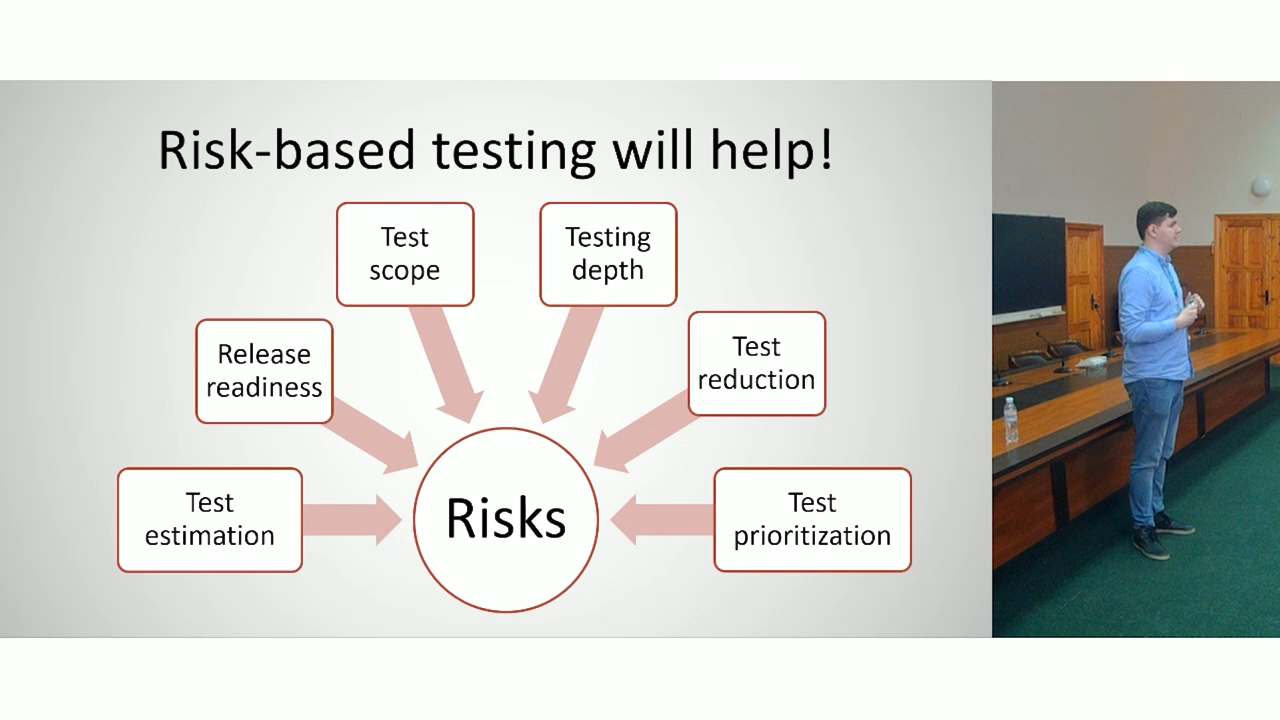 Risk-based testing will help!
Test
scope
Testing
depth
Release
readiness
Test
reduction
Test
estimation
Risks
Test
prioritization